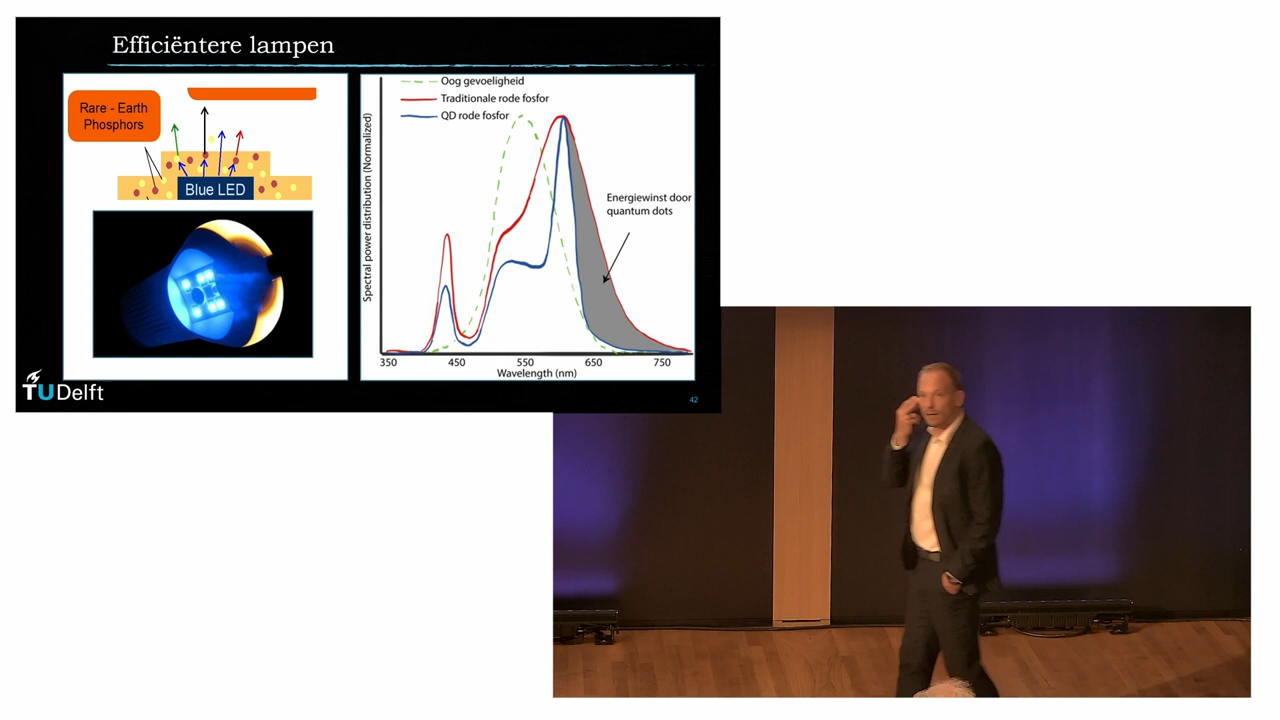 Efficiëntere lampen
Rare - Earth
Phosphors
Blue LED
Oog gevoeligheid
Traditionale rode fosfor
QD rode fosfor
Spectral power distribution (Normalized)
Energiewinst door
quantum dots
350 450 550 650 750
Wavelength (nm)
TUDelft
42